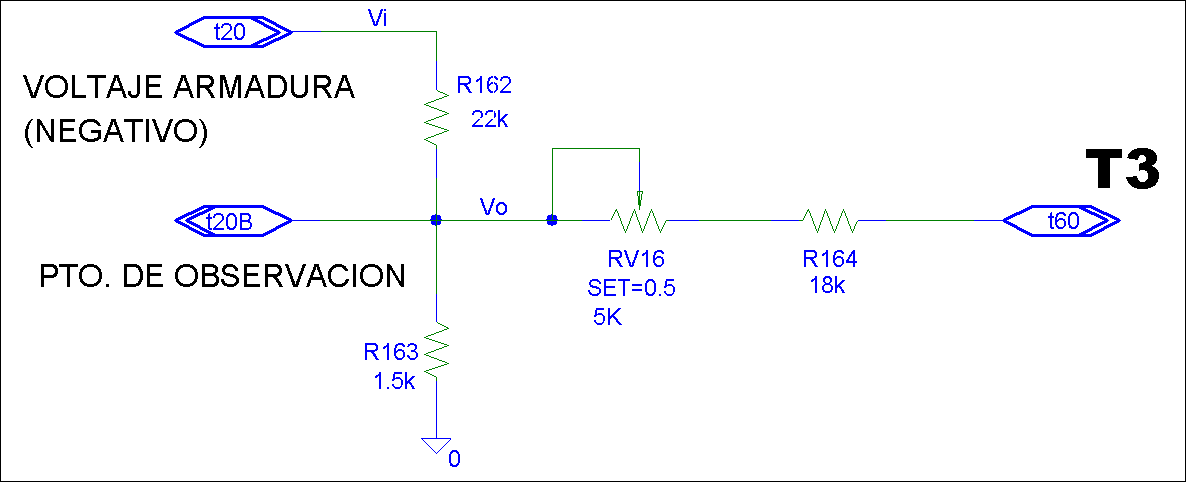 t20
Vi
VOLTAJE ARMADURA
(NEGATIVO)
R162
22k
T3
t20B
Vo
t60
PTO. DE OBSERVACION
RV16
SET=0.5
5K
R164
18k
R163
1.5k
0